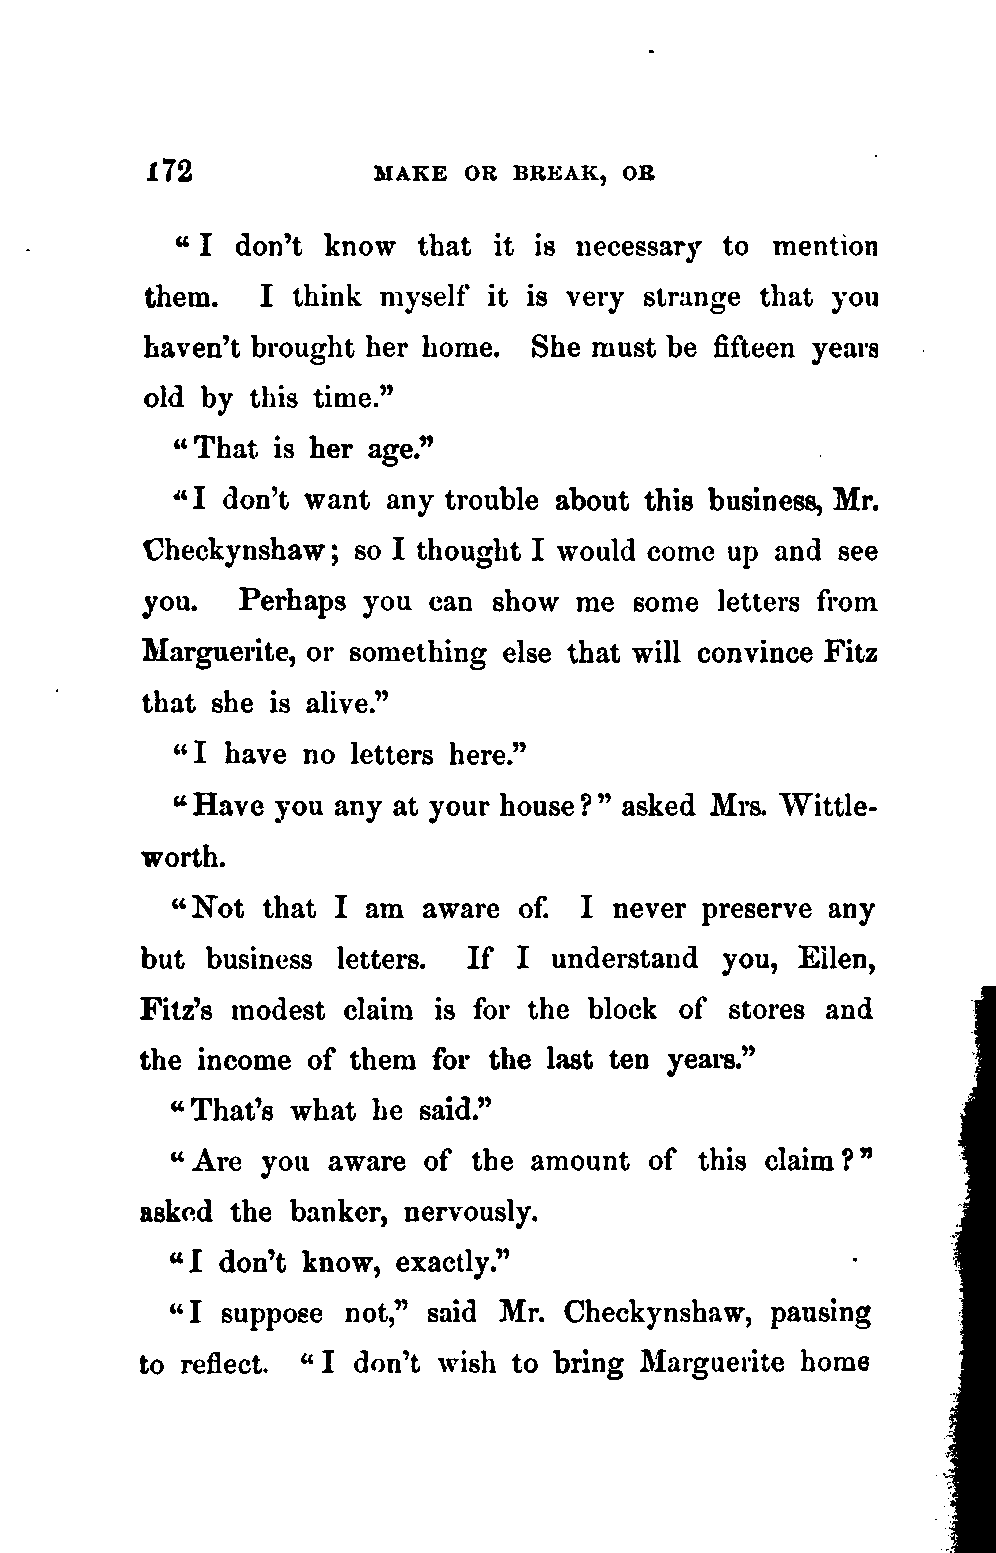 172 MAKE OR BREAK, OR
"I don't know that it is necessary to mention
them. I think myself it is very strange that you
haven't brought her home. She must be fifteen years
old by this time."
"That is her age."
"I don't want any trouble about this business, Mr.
Checkynshaw; so I thought I would come up and see
you. Perhaps you can show me some letters from
Marguerite, or something else that will convince Fitz
that she is alive."
"I have no letters here."
"Have you any at your house?" asked Mrs. Wittle-
worth.
"Not that I am aware of. I never preserve any
but business letters. If I understand you, Ellen,
Fitz's modest claim is for the block of stores and
the income of them for the last ten years."
"That's what he said."
"Are you aware of the amount of this claim?"
asked the banker, nervously.
"I don't know, exactly."
"I suppose not," said Mr. Checkynshaw, pausing
to reflect. "I don't wish to bring Marguerite home